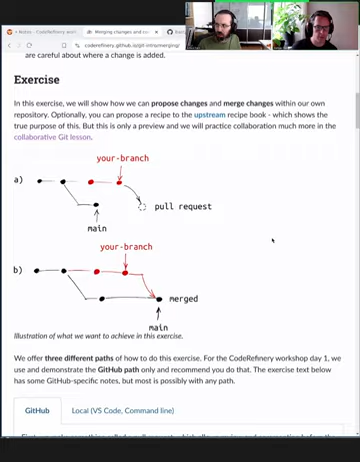 Merging changes and con
coderefinery.github.io/git-intro/merging/
are careful about where a change is added.
Exercise
In this exercise, we will show how we can propose changes and merge changes within our own
repository. Optionally, you can propose a recipe to the upstream recipe book - which shows the
true purpose of this. But this is only a preview and we will practice collaboration much more in the
collaborative Git lesson.
your-branch
a)
pull request
main
your-branch
b)
merged
main
Illustration of what we want to achieve in this exercise.
We offer three different paths of how to do this exercise. For the CodeRefinery workshop day 1, we
use and demonstrate the GitHub path only and recommend you do that. The exercise text below
has some GitHub-specific notes, but most is possibly with any path.
GitHub Local (VS Code, Command line)